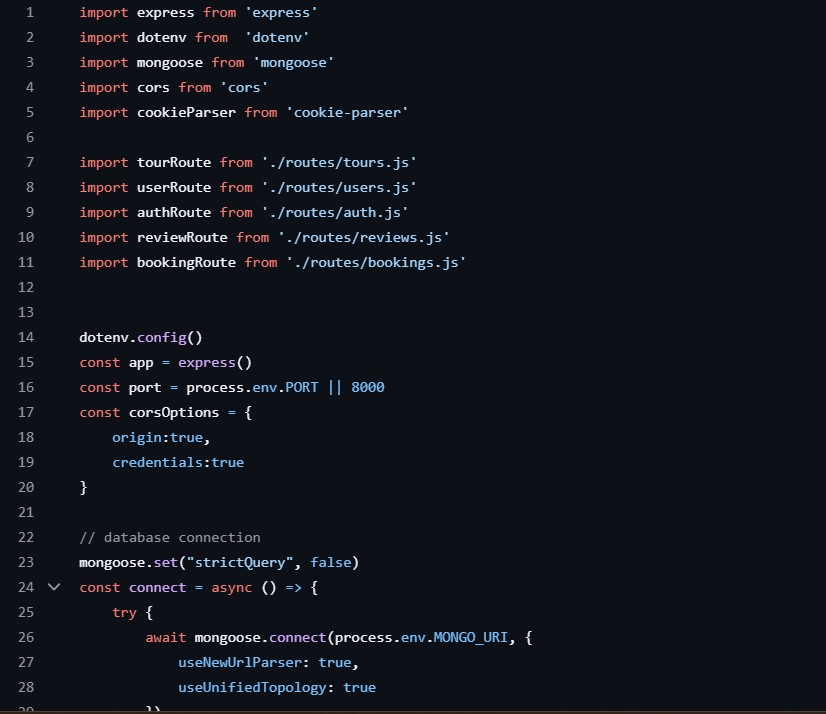 1 import express from 'express'
2 import dotenv from  'dotenv'
3 import mongoose from 'mongoose'
4 import cors from 'cors'
5 import cookieParser from 'cookie-parser'
6
7 import tourRoute from './routes/tours.js'
8 import userRoute from './routes/users.js'
9 import authRoute from './routes/auth.js'
10 import reviewRoute from './routes/reviews.js'
11 import bookingRoute from './routes/bookings.js'
12
13
14 dotenv.config()
15 const app = express()
16 const port = process.env.PORT || 8000
17 const corsOptions = {
18     origin:true,
19     credentials:true
20 }
21
22 // database connection
23 mongoose.set("strictQuery", false)
24 const connect = async () => {
25     try {
26         await mongoose.connect(process.env.MONGO_URI, {
27             useNewUrlParser: true,
28             useUnifiedTopology: true
29         })